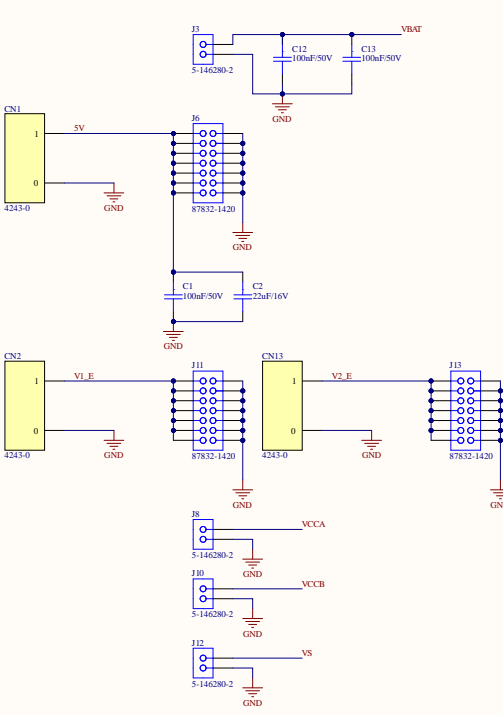 J3
VBAT
C12
100nF/50V
C13
100nF/50V
5-146280-2
GND
CN1
J6
1
5V
0
GND
4243-0
87832-1420
GND
C1
100nF/50V
C2
22uF/16V
GND
CN2
J11
CN13
J13
1
V1_E
1
V2_E
0
0
4243-0
GND
87832-1420
4243-0
GND
87832-1420
GND
GN
J8
VCCA
5-146280-2
GND
J10
VCCB
5-146280-2
GND
J12
VS
5-146280-2
GND